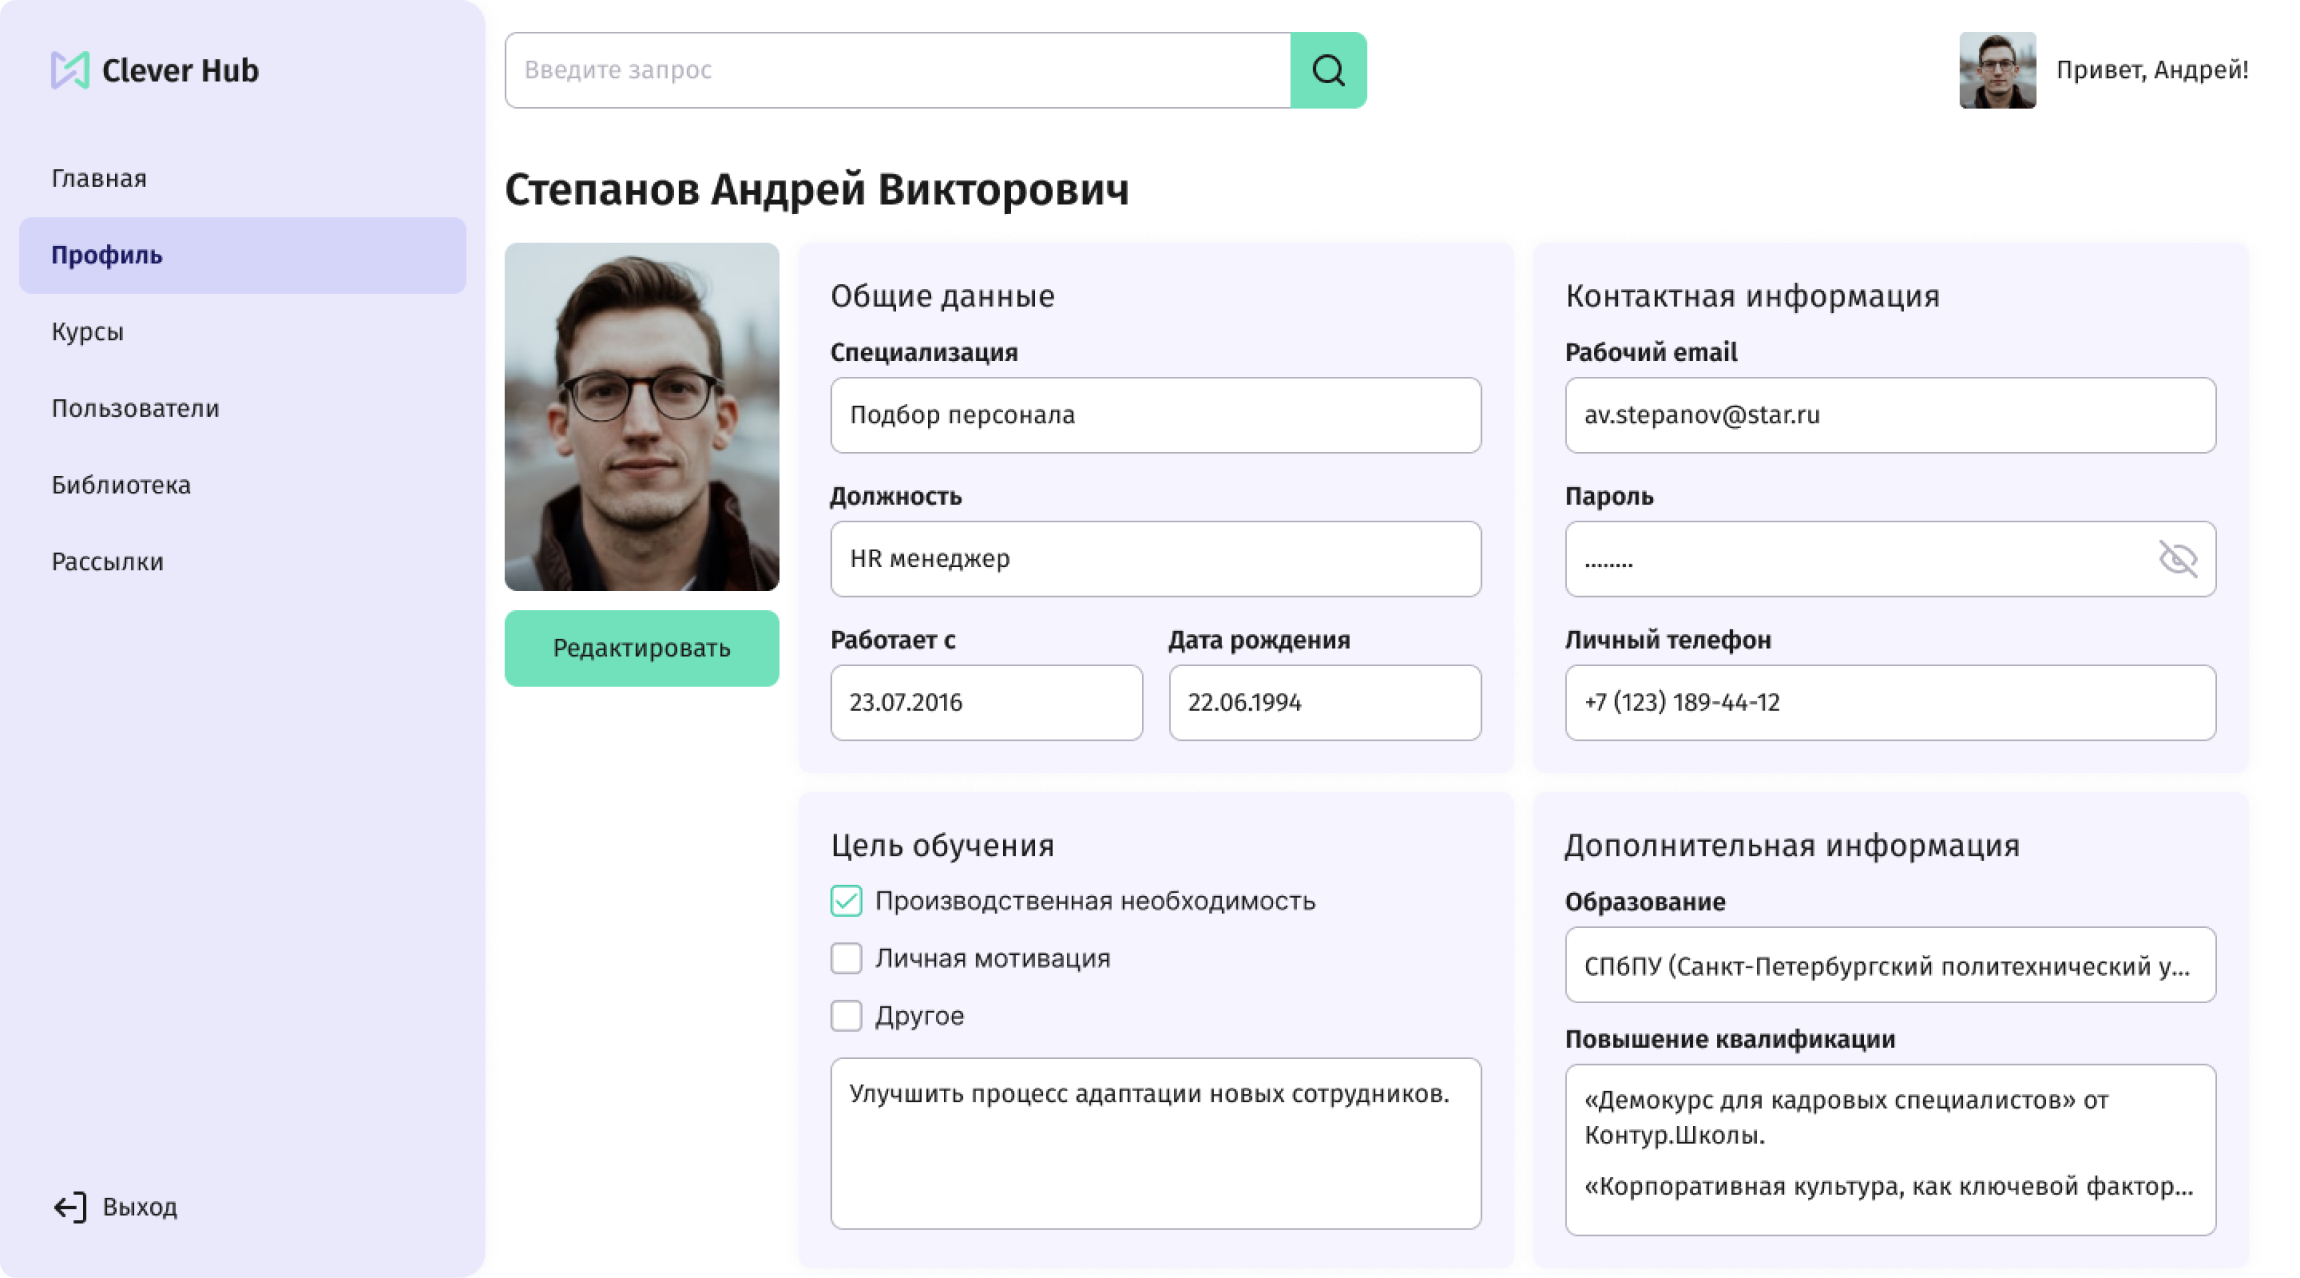 Clever Hub
Введите запрос
Привет, Андрей!
Главная
Профиль
Курсы
Пользователи
Библиотека
Рассылки
Выход
Степанов Андрей Викторович
Редактировать
Общие данные
Специализация
Подбор персонала
Должность
HR менеджер
Работает с
Дата рождения
23.07.2016
22.06.1994
Контактная информация
Рабочий email
av.stepanov@star.ru
Пароль
........
Личный телефон
+7 (123) 189-44-12
Цель обучения
Производственная необходимость
Личная мотивация
Другое
Улучшить процесс адаптации новых сотрудников.
Дополнительная информация
Образование
СПбПУ (Санкт-Петербургский политехнический у...
Повышение квалификации
«Демокурс для кадровых специалистов» от
Контур.Школы.
«Корпоративная культура, как ключевой фактор...